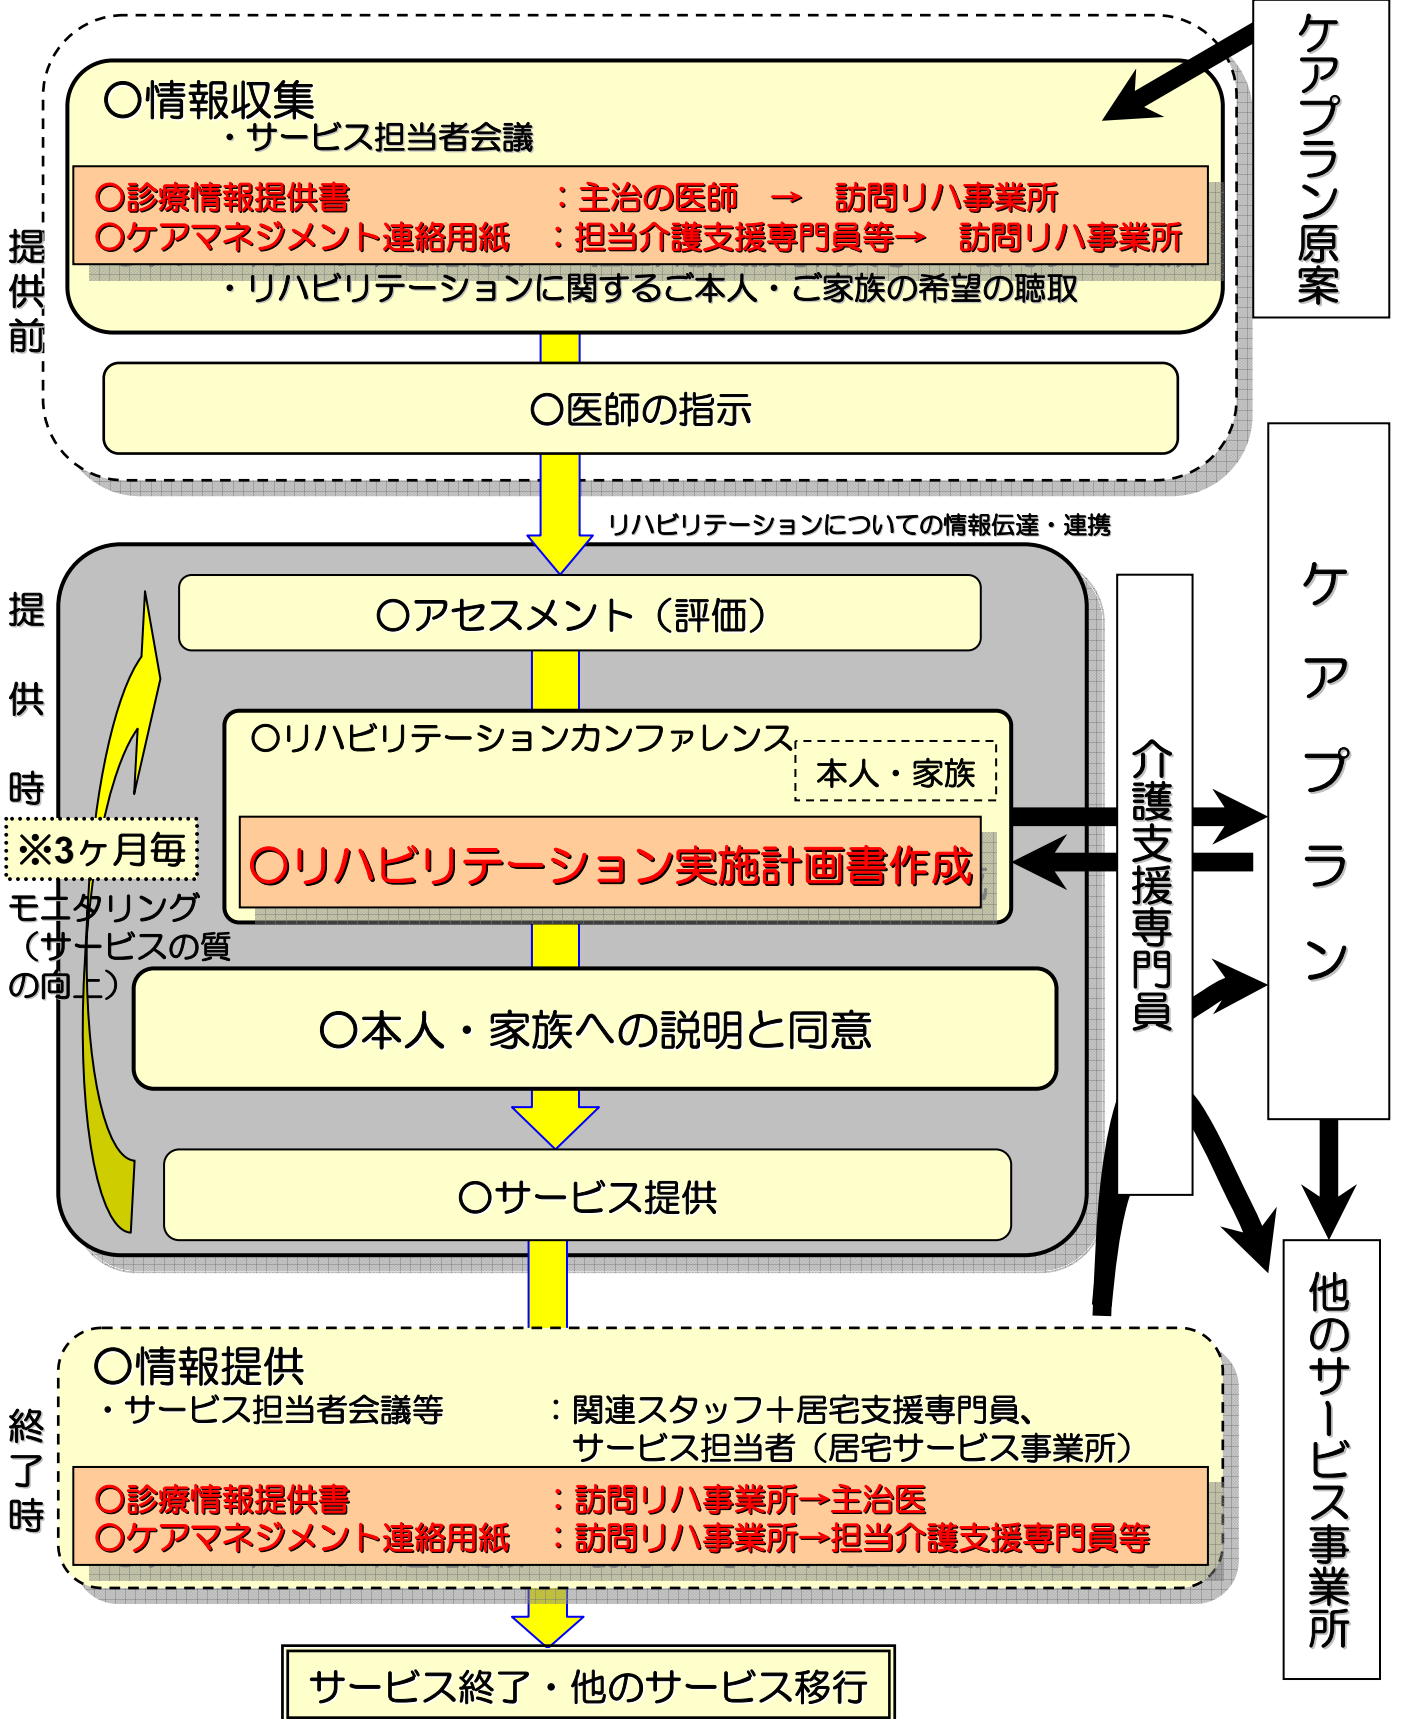 ケアプラン原案
提供前
〇情報収集
・サービス担当者会議
〇診療情報提供書　：主治の医師　→　訪問リハ事業所
〇ケアマネジメント連絡用紙　：担当介護支援専門員等→　訪問リハ事業所
・リハビリテーションに関するご本人・ご家族の希望の聴取
〇医師の指示
リハビリテーションについての情報伝達・連携
提供時
〇アセスメント（評価）
〇リハビリテーションカンファレンス
本人・家族
〇リハビリテーション実施計画書作成
※3ヶ月毎
モニタリング
（サービスの質
の向上）
〇本人・家族への説明と同意
〇サービス提供
介護支援専門員
ケアプラン
他のサービス事業所
終了時
〇情報提供
・サービス担当者会議等　：関連スタッフ＋居宅支援専門員、
サービス担当者（居宅サービス事業所）
〇診療情報提供書　：訪問リハ事業所→主治医
〇ケアマネジメント連絡用紙　：訪問リハ事業所→担当介護支援専門員等
サービス終了・他のサービス移行